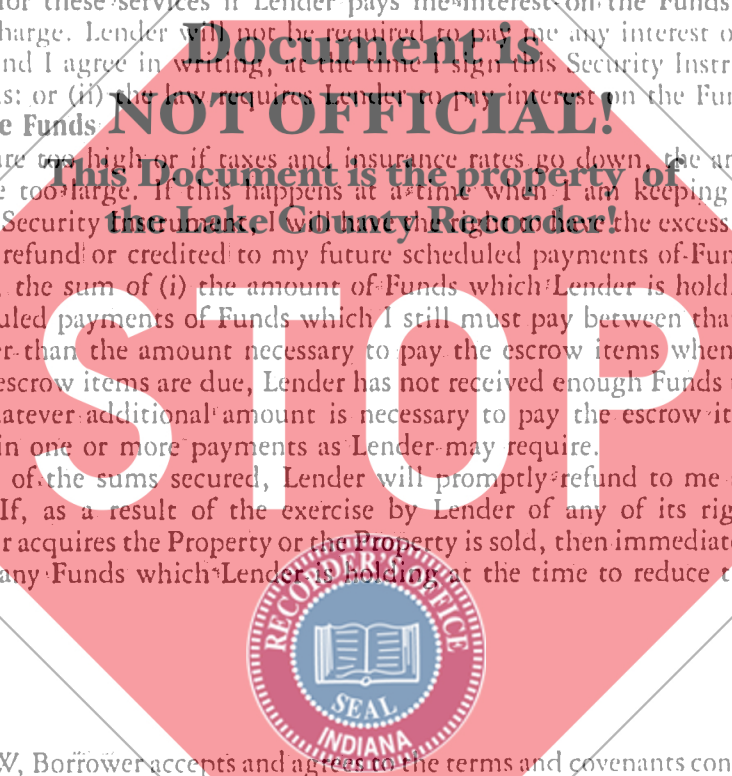 for these services if Lender pays me interest on the Funds
charge. Lender will not be required to pay me any interest o
Document is
and I agree in writing, at the time I sign this Security Instr
s: or (ii) the law requires Lender to pay interest on the Fun
NOT OFFICIAL!
e Funds
re too high or if taxes and insurance rates go down, the am
This Document is the property of
e too large. If this happens at a time when I am keeping
the Lake County Recorder!
Security Instrument, I will have the right to have the excess
refund or credited to my future scheduled payments of Fun
, the sum of (i) the amount of Funds which Lender is hold
STOP
uled payments of Funds which I still must pay between tha
r than the amount necessary to pay the escrow items when
escrow items are due, Lender has not received enough Funds
hatever additional amount is necessary to pay the escrow it
in one or more payments as Lender may require.
of the sums secured, Lender will promptly refund to me
If, as a result of the exercise by Lender of any of its rig
r acquires the Property or the Property is sold, then immediat
any Funds which Lender is holding at the time to reduce t
RECORDER'S OFFICE
SEAL
INDIANA
W, Borrower accepts and agrees to the terms and covenants con